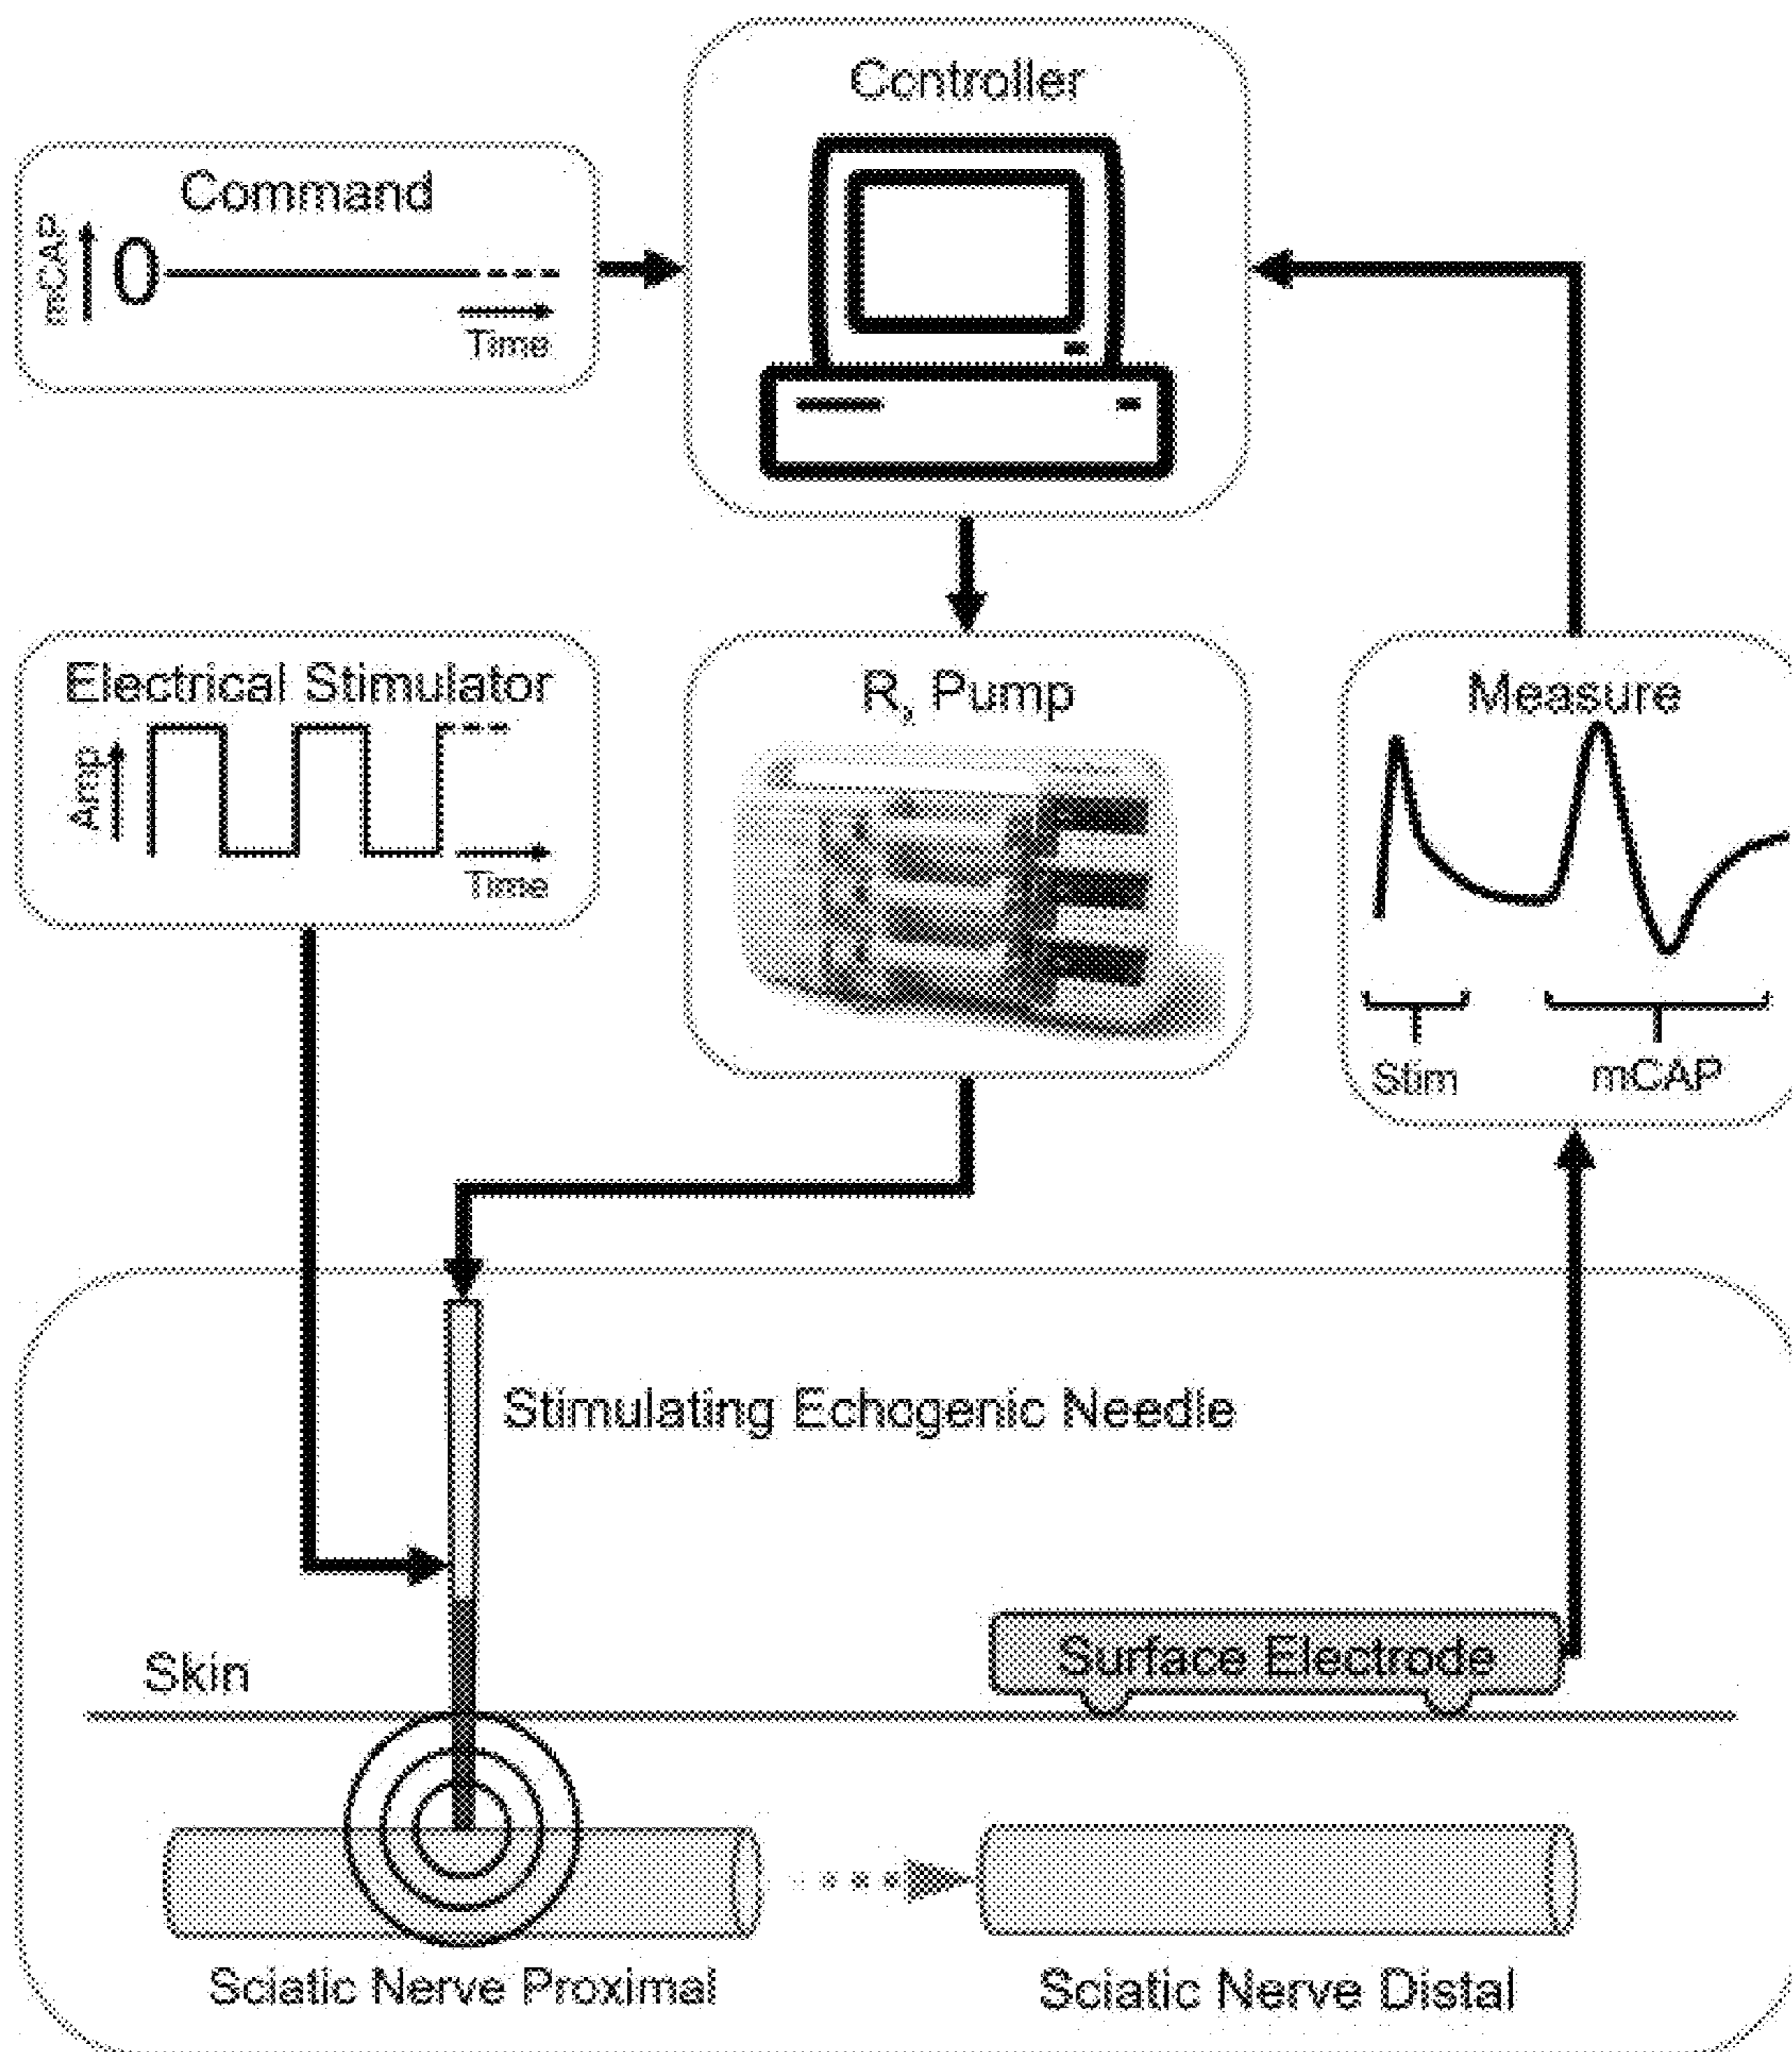 Controller
Command
mCAP
0
Time
Electrical Stimulator
Amp
Time
R, Pump
Measure
Stim
mCAP
Stimulating Echogenic Needle
Skin
Surface Electrode
Sciatic Nerve Proximal
Sciatic Nerve Distal